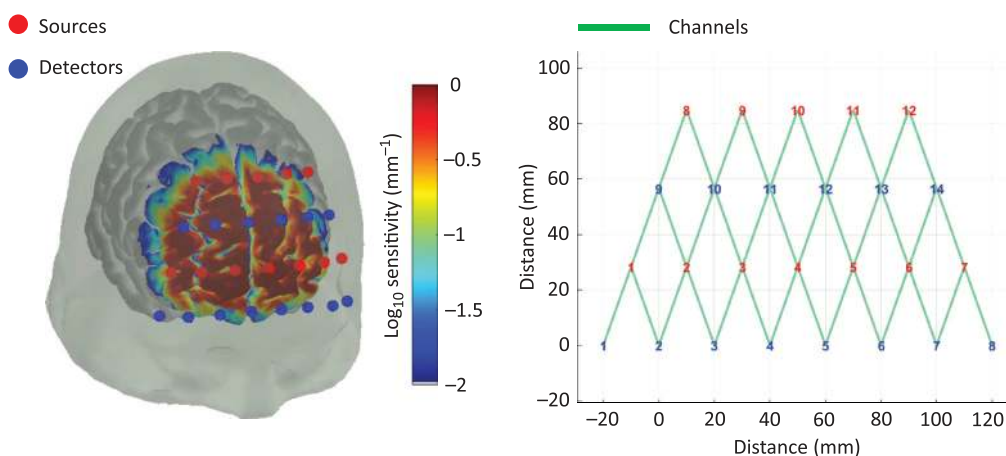 Sources
Detectors
0
−0.5
−1
−1.5
−2
Log10 sensitivity (mm−1)
Channels
100
80
60
40
20
0
−20
Distance (mm)
8 9 10 11 12
9 10 11 12 13 14
1 2 3 4 5 6 7
1 2 3 4 5 6 7 8
−20 0 20 40 60 80 100 120
Distance (mm)